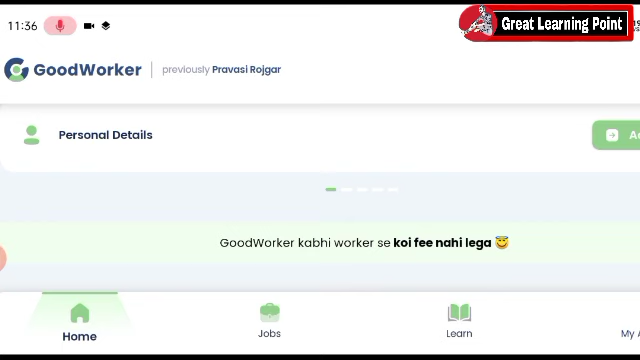 11:36
Great Learning Point
GoodWorker
previously Pravasi Rojgar
Personal Details
GoodWorker kabhi worker se koi fee nahi lega 😇
Home
Jobs
Learn
My